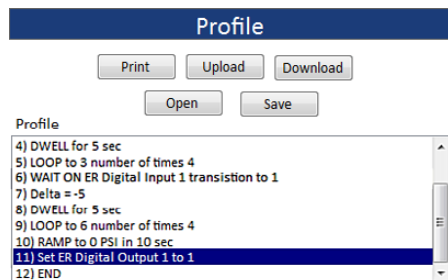 Profile
Print Upload Download
Open Save
Profile
4) DWELL for 5 sec
5) LOOP to 3 number of times 4
6) WAIT ON ER Digital Input 1 transistion to 1
7) Delta = -5
8) DWELL for 5 sec
9) LOOP to 6 number of times 4
10) RAMP to 0 PSI in 10 sec
11) Set ER Digital Output 1 to 1
12) END